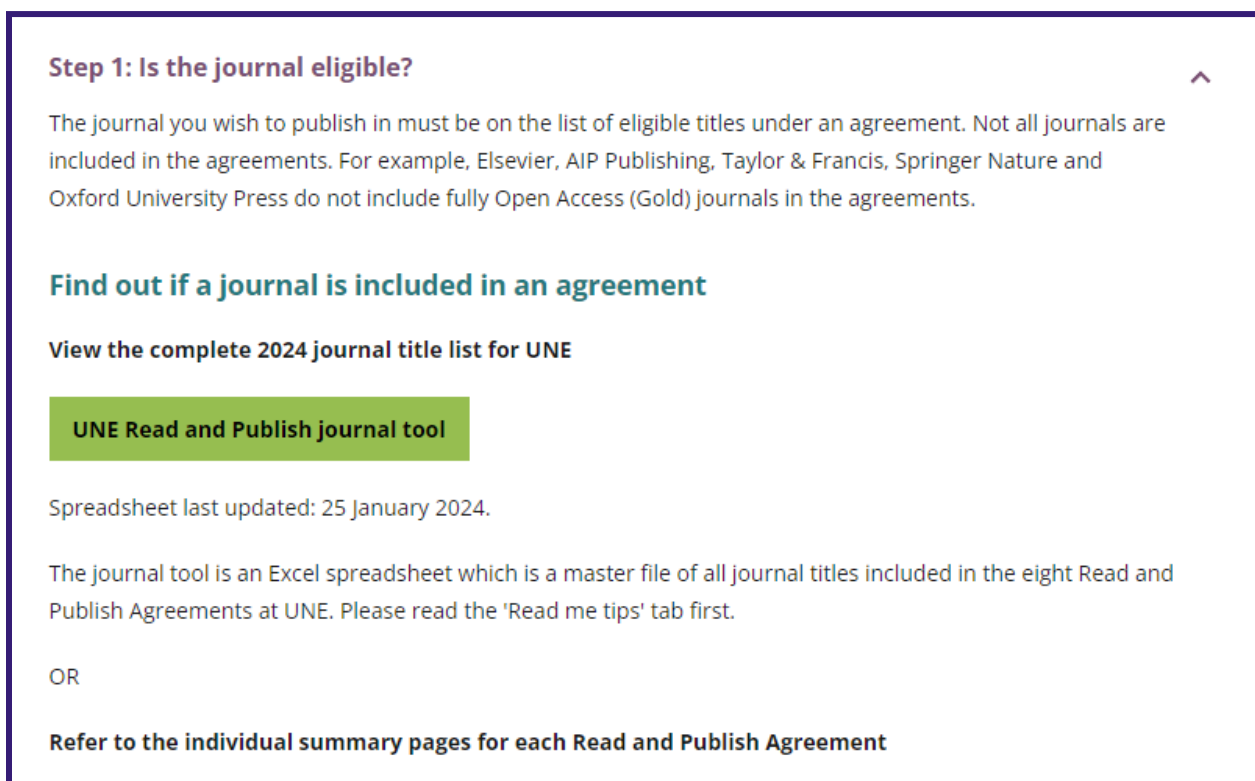 Step 1: Is the journal eligible?
The journal you wish to publish in must be on the list of eligible titles under an agreement. Not all journals are
included in the agreements. For example, Elsevier, AIP Publishing, Taylor & Francis, Springer Nature and
Oxford University Press do not include fully Open Access (Gold) journals in the agreements.
Find out if a journal is included in an agreement
View the complete 2024 journal title list for UNE
UNE Read and Publish journal tool
Spreadsheet last updated: 25 January 2024.
The journal tool is an Excel spreadsheet which is a master file of all journal titles included in the eight Read and
Publish Agreements at UNE. Please read the 'Read me tips' tab first.
OR
Refer to the individual summary pages for each Read and Publish Agreement